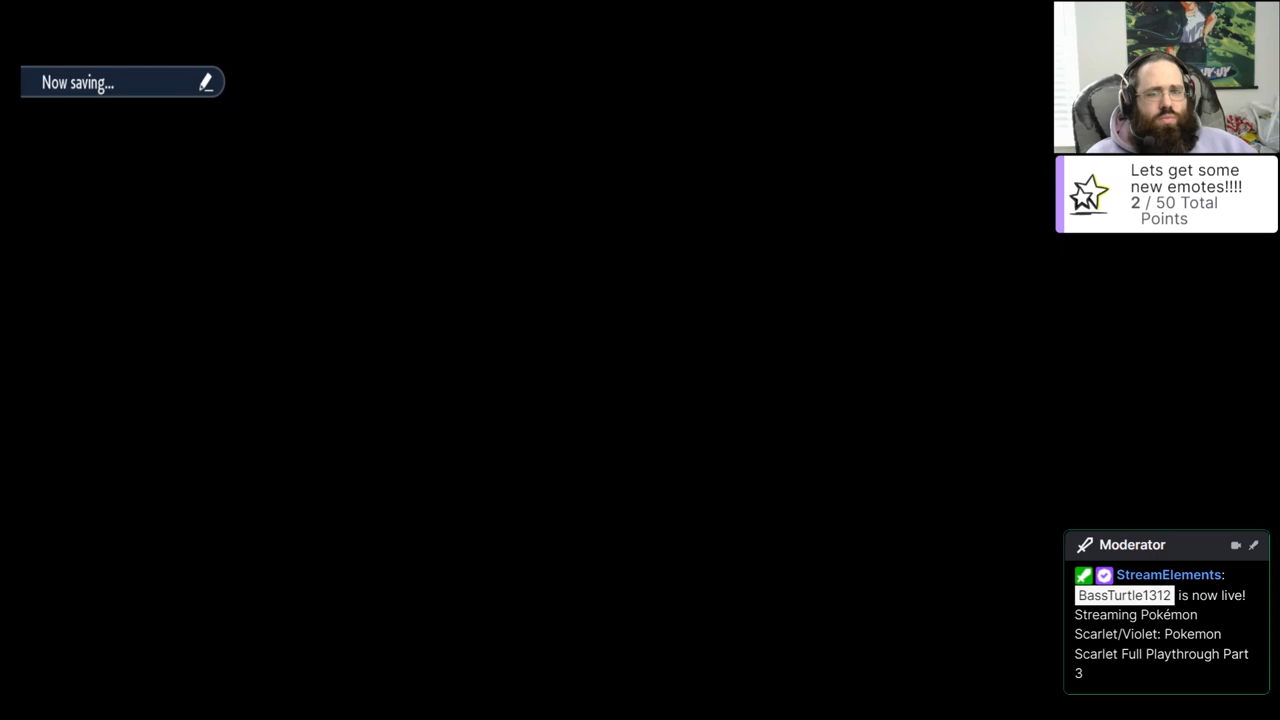 Now saving...
Lets get some
new emotes!!!!
2 / 50 Total
Points
Moderator
StreamElements:
BassTurtle1312 is now live!
Streaming Pokémon
Scarlet/Violet: Pokemon
Scarlet Full Playthrough Part
3